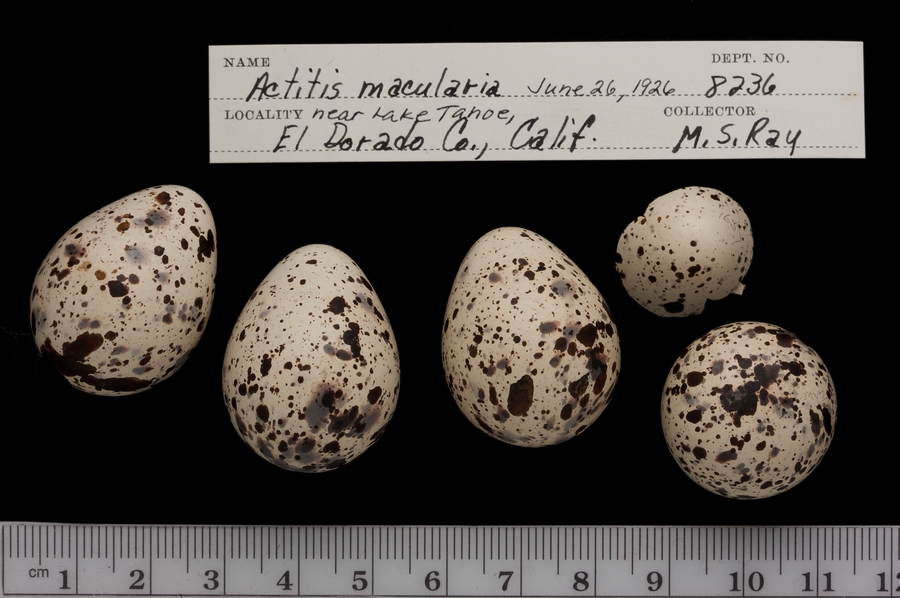 NAME DEPT. NO.
Actitis macularia June 26, 1926 8236
LOCALITY near Lake Tahoe, COLLECTOR
El Dorado Co., Calif. M. S. Ray
cm 1 2 3 4 5 6 7 8 9 10 11 12